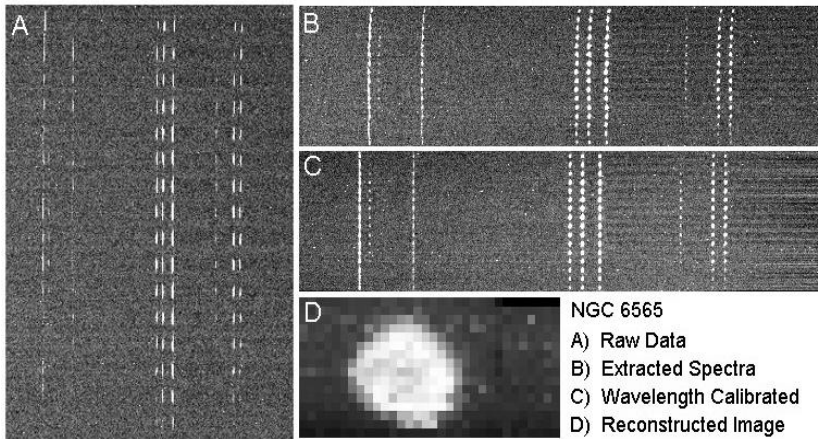 A
B
C
D
NGC 6565
A) Raw Data
B) Extracted Spectra
C) Wavelength Calibrated
D) Reconstructed Image